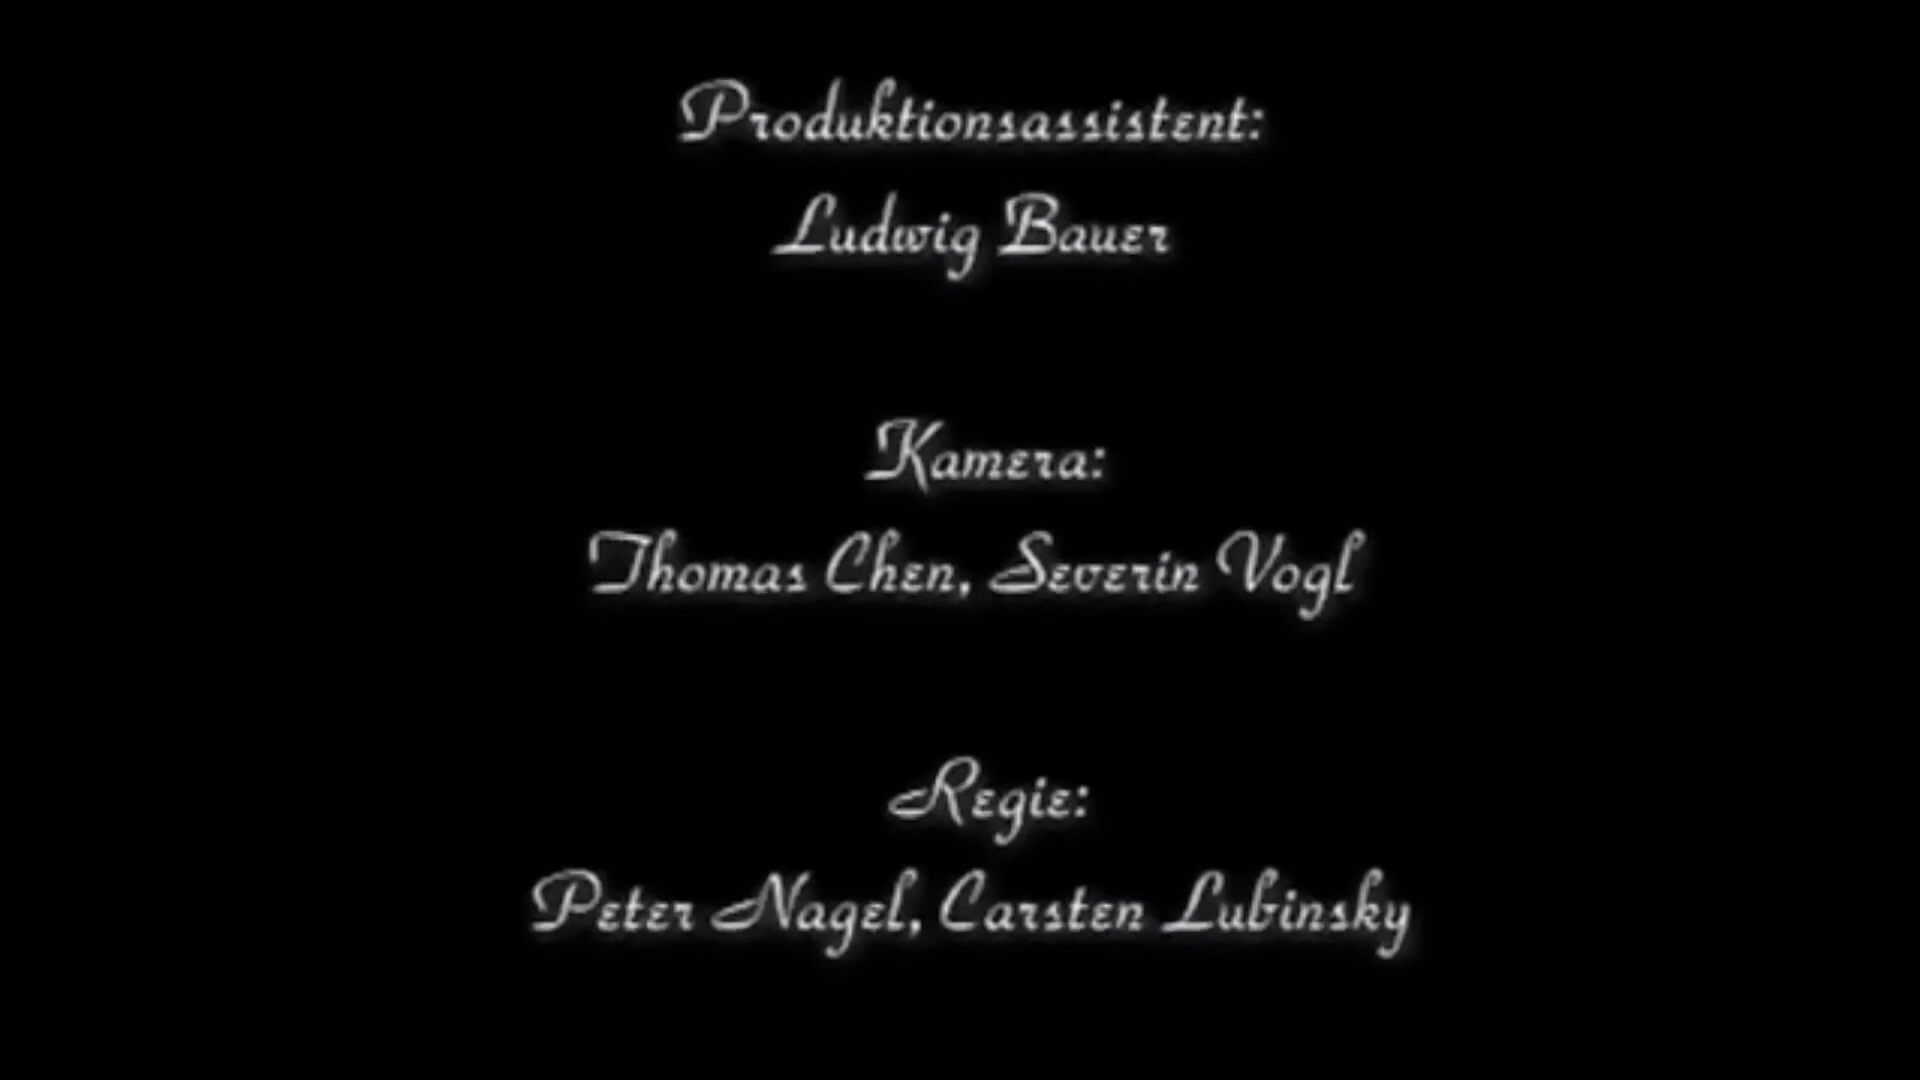 Produktionsassistent:
Ludwig Bauer
Kamera:
Thomas Chen, Severin Vogl
Regie:
Peter Nagel, Carsten Lubinsky